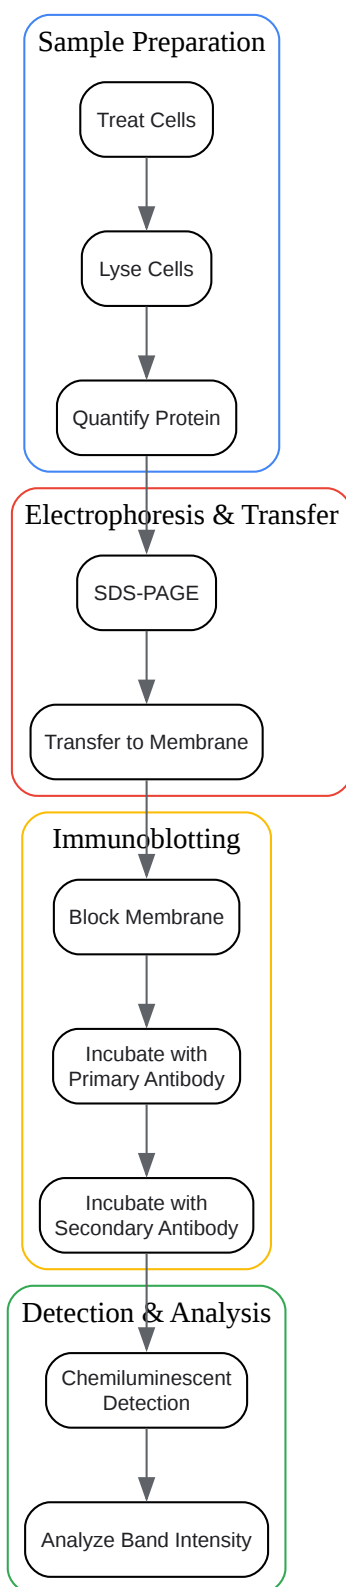 Sample Preparation
Treat Cells
Lyse Cells
Quantify Protein
Electrophoresis & Transfer
SDS-PAGE
Transfer to Membrane
Immunoblotting
Block Membrane
Incubate with
Primary Antibody
Incubate with
Secondary Antibody
Detection & Analysis
Chemiluminescent
Detection
Analyze Band Intensity